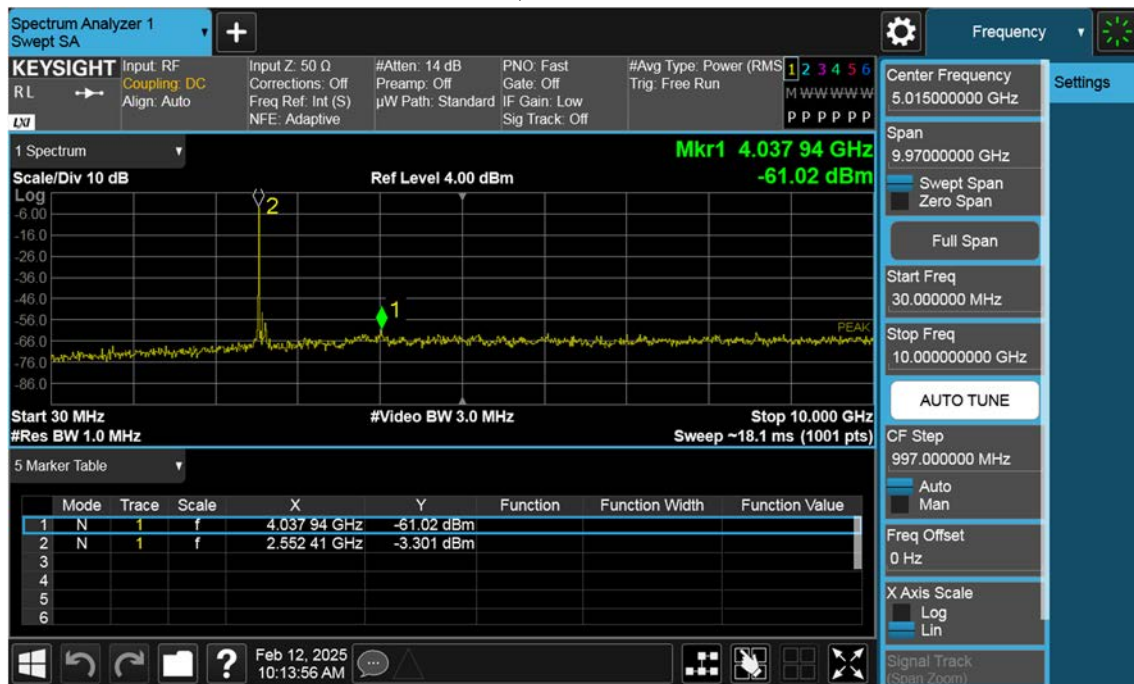 Spectrum Analyzer 1
Swept SA
Frequency
KEYSIGHT
RL
LXI
Input: RF
Coupling: DC
Align: Auto
Input Z: 50 Ω
Corrections: Off
Freq Ref: Int (S)
NFE: Adaptive
#Atten: 14 dB
Preamp: Off
µW Path: Standard
PNO: Fast
Gate: Off
IF Gain: Low
Sig Track: Off
#Avg Type: Power (RMS
Trig: Free Run
1 2 3 4 5 6
M W W W W W
P P P P P P
1 Spectrum
Mkr1 4.037 94 GHz
Scale/Div 10 dB
Ref Level 4.00 dBm
-61.02 dBm
Log
-6.00
-16.0
-26.0
-36.0
-46.0
-56.0
-66.0
-76.0
-86.0
2
1
PEAK
Start 30 MHz
#Video BW 3.0 MHz
Stop 10.000 GHz
#Res BW 1.0 MHz
Sweep ~18.1 ms (1001 pts)
5 Marker Table
Mode Trace Scale X Y Function Function Width Function Value
1 N 1 f 4.037 94 GHz -61.02 dBm
2 N 1 f 2.552 41 GHz -3.301 dBm
3
4
5
6
?
Feb 12, 2025
10:13:56 AM
Center Frequency
5.015000000 GHz
Span
9.97000000 GHz
Swept Span
Zero Span
Full Span
Start Freq
30.000000 MHz
Stop Freq
10.000000000 GHz
AUTO TUNE
CF Step
997.000000 MHz
Auto
Man
Freq Offset
0 Hz
X Axis Scale
Log
Lin
Signal Track
(Span Zoom)
Settings